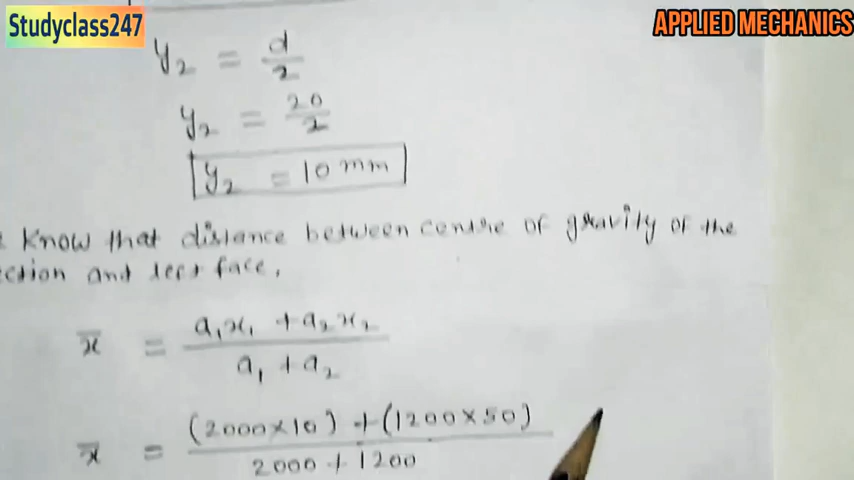 Studyclass247
APPLIED MECHANICS
y₂ = d/2
y₂ = 20/2
y₂ = 10 mm
know that distance between centre of gravity of the
ction and left face,
x̄ = a₁x₁ + a₂x₂ / a₁ + a₂
x̄ = (2000×10) + (1200×50) / 2000 + 1200